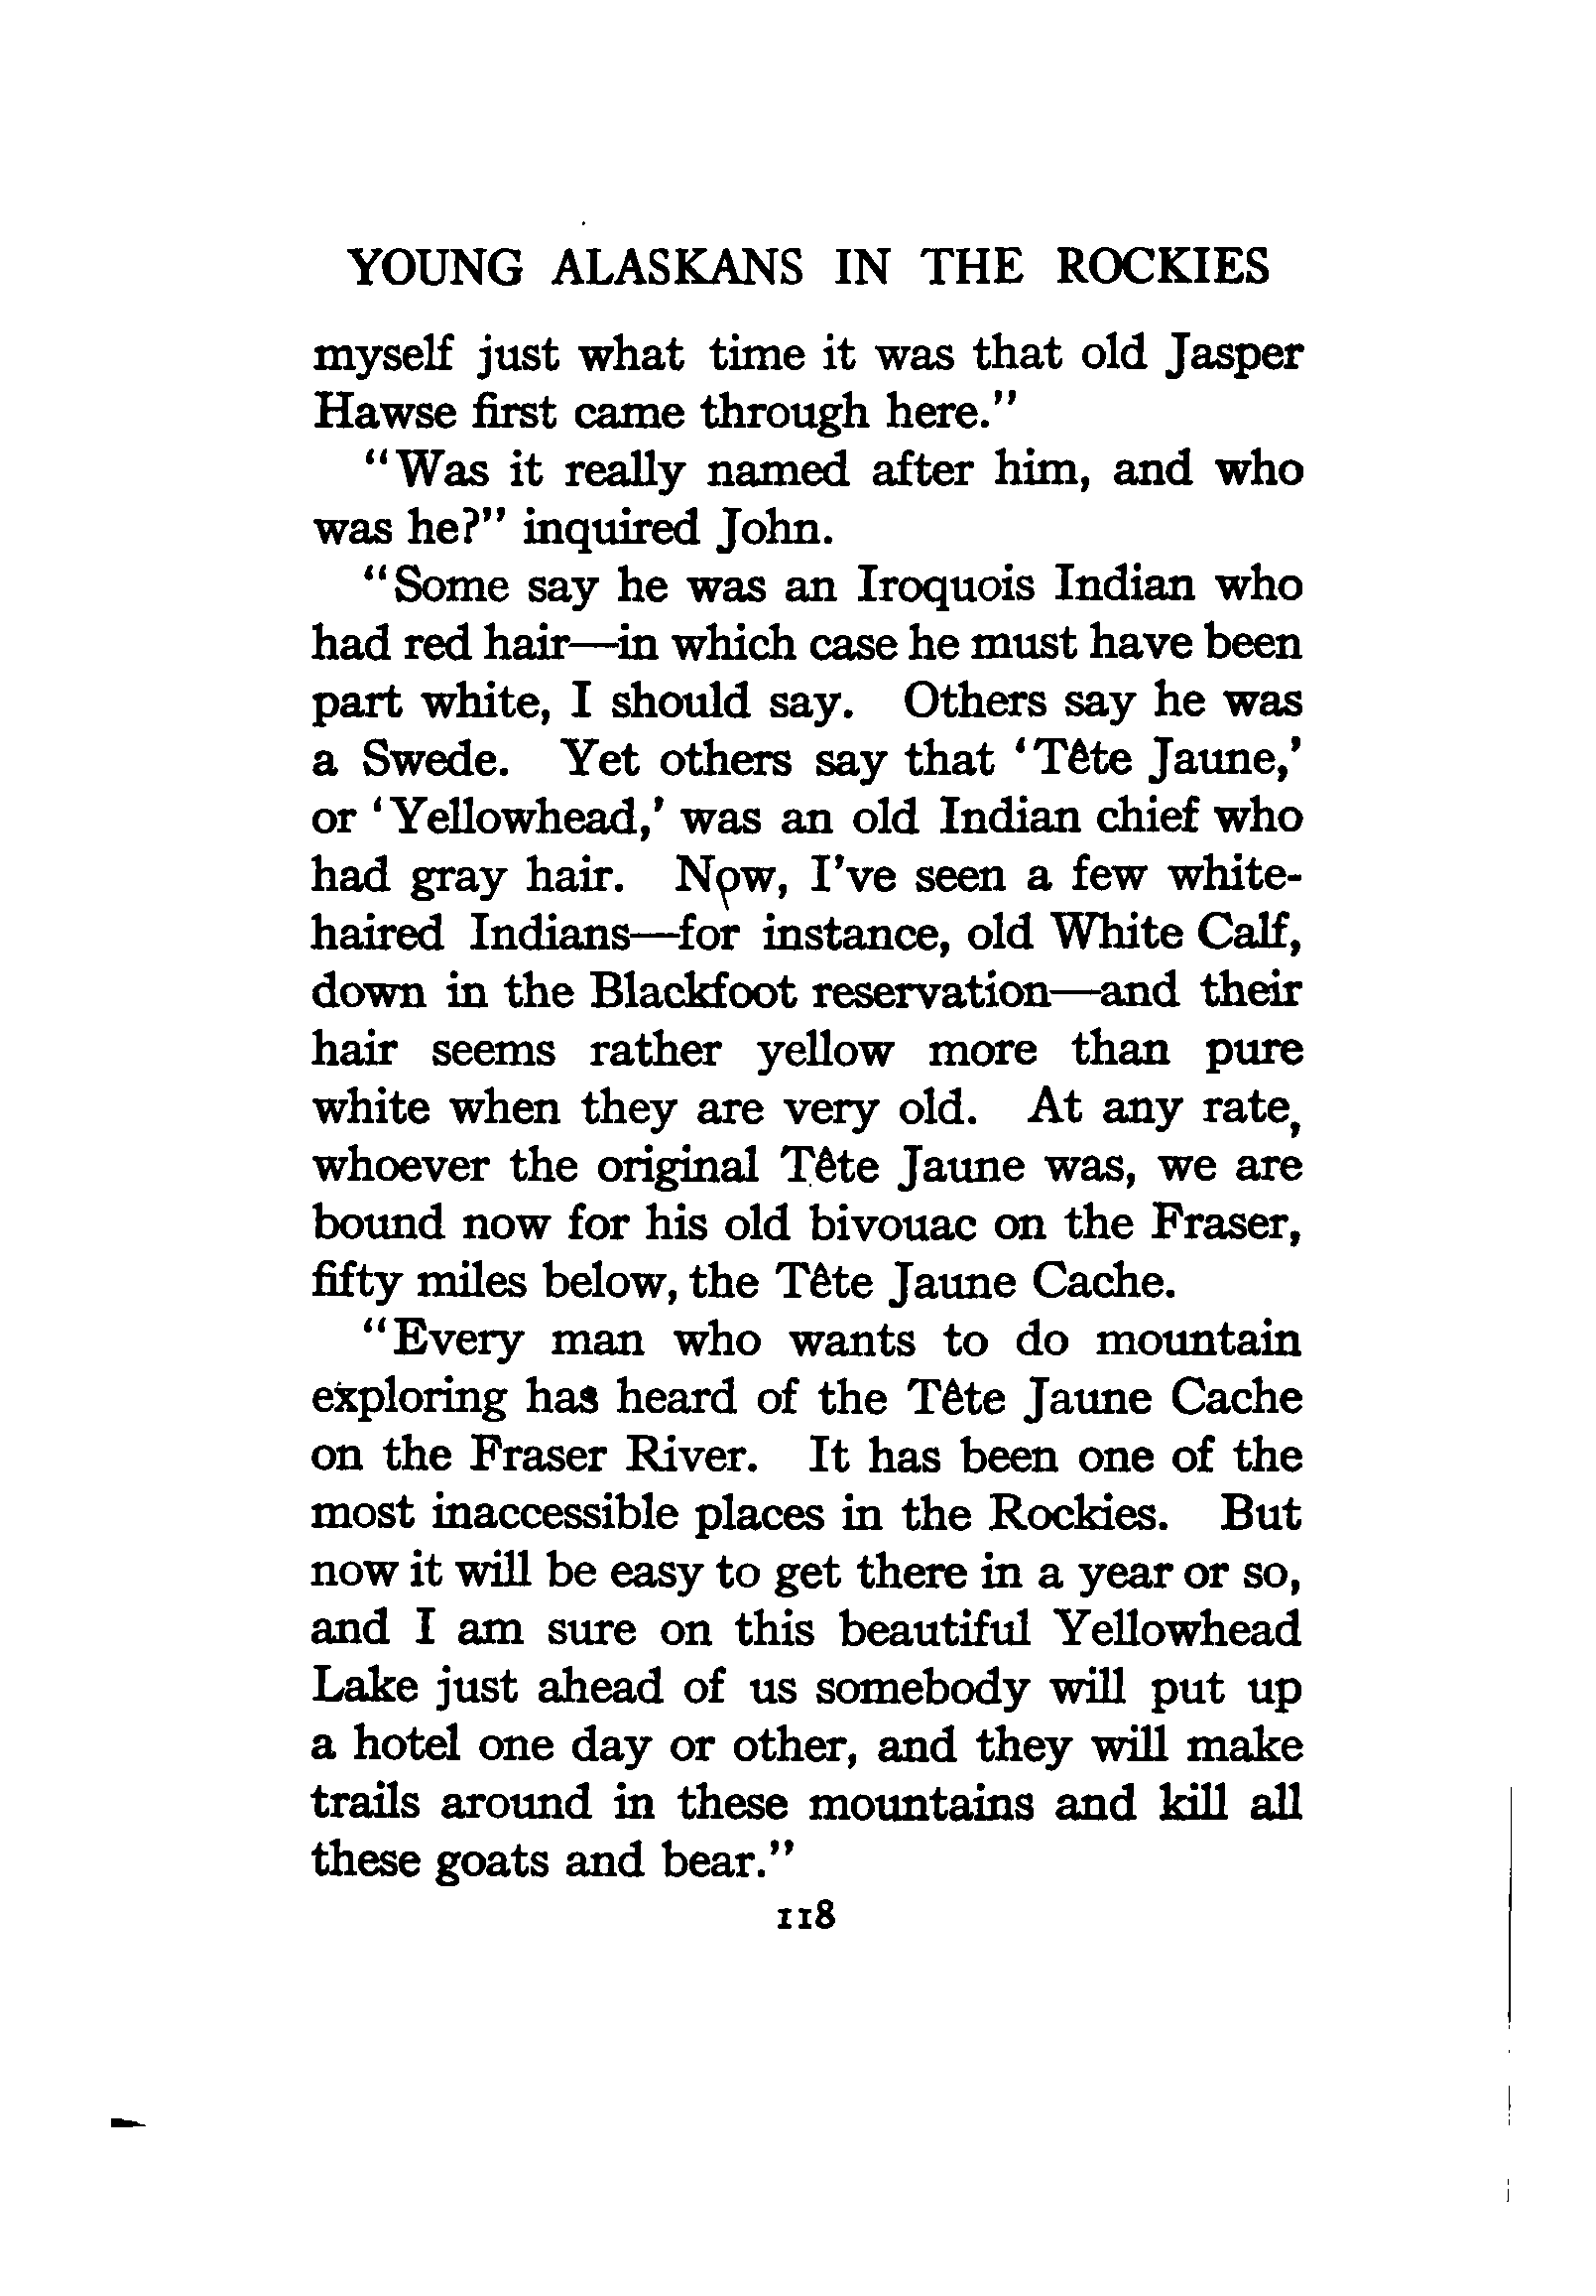 YOUNG ALASKANS IN THE ROCKIES
myself just what time it was that old Jasper
Hawse first came through here."
"Was it really named after him, and who
was he?" inquired John.
"Some say he was an Iroquois Indian who
had red hair—in which case he must have been
part white, I should say. Others say he was
a Swede. Yet others say that 'Tête Jaune,'
or 'Yellowhead,' was an old Indian chief who
had gray hair. Now, I've seen a few white-
haired Indians—for instance, old White Calf,
down in the Blackfoot reservation—and their
hair seems rather yellow more than pure
white when they are very old. At any rate,
whoever the original Tête Jaune was, we are
bound now for his old bivouac on the Fraser,
fifty miles below, the Tête Jaune Cache.
"Every man who wants to do mountain
exploring has heard of the Tête Jaune Cache
on the Fraser River. It has been one of the
most inaccessible places in the Rockies. But
now it will be easy to get there in a year or so,
and I am sure on this beautiful Yellowhead
Lake just ahead of us somebody will put up
a hotel one day or other, and they will make
trails around in these mountains and kill all
these goats and bear."
118